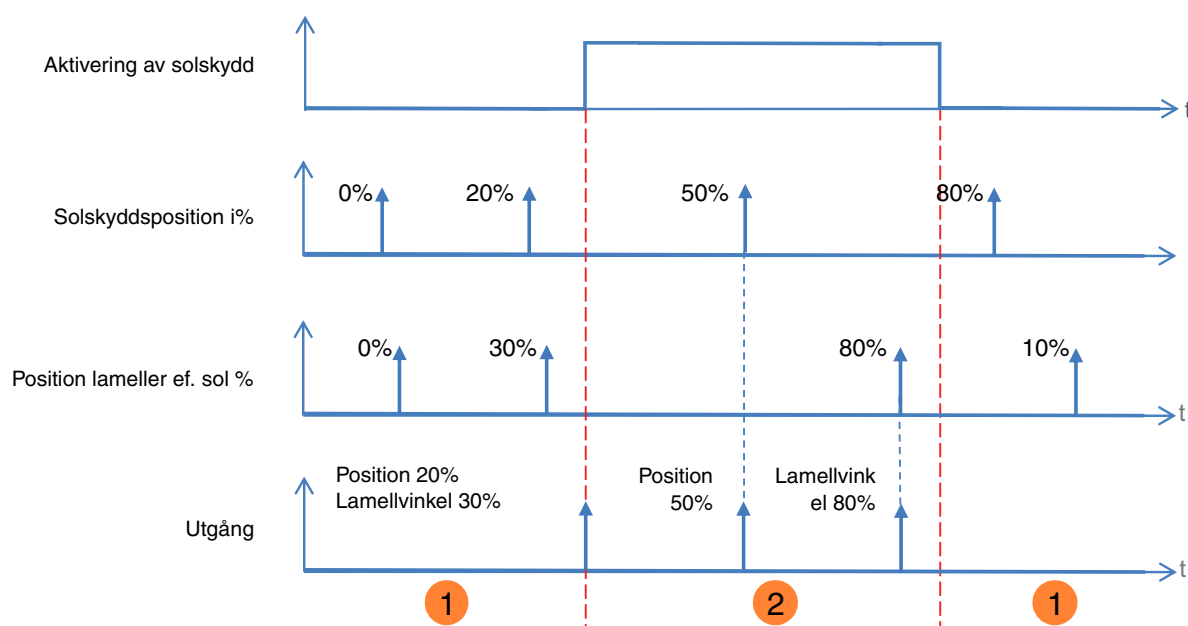 Aktivering av solskydd
t
0%
20%
50%
80%
Solskyddsposition i%
0%
30%
80%
10%
Position lameller ef. sol %
t
Position 20%
Lamellvinkel 30%
Position
50%
Lamellvink
el 80%
Utgång
t
1
2
1